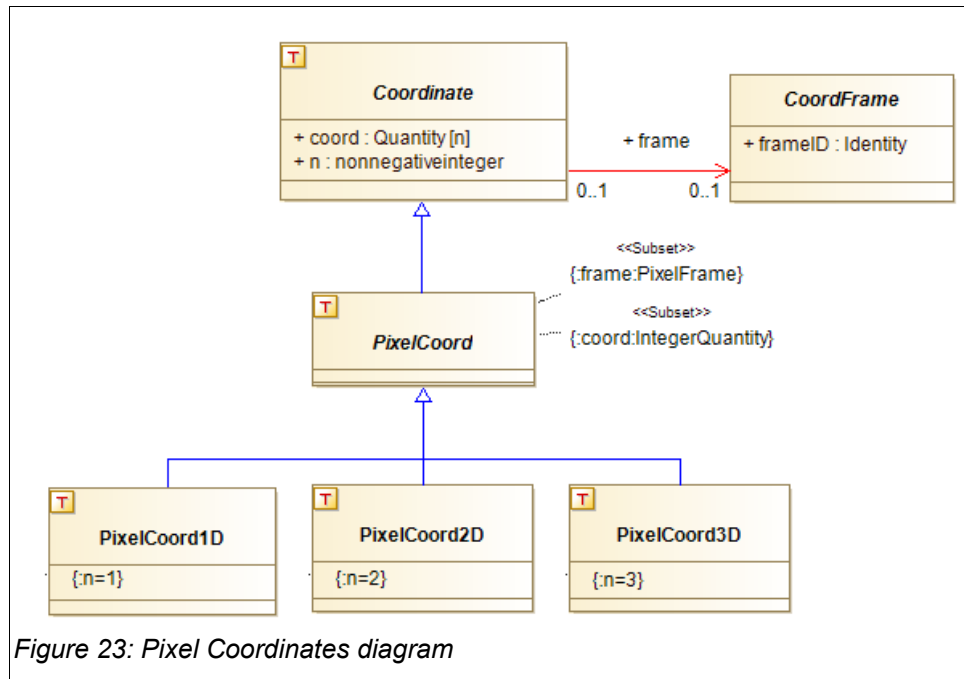 T
Coordinate
+ coord : Quantity [n]
+ n : nonnegativeinteger
CoordFrame
+ frameID : Identity
+ frame
0..1
0..1
<<Subset>>
{:frame:PixelFrame}
<<Subset>>
{:coord:IntegerQuantity}
T
PixelCoord
T
PixelCoord1D
{:n=1}
T
PixelCoord2D
{:n=2}
T
PixelCoord3D
{:n=3}
Figure 23: Pixel Coordinates diagram